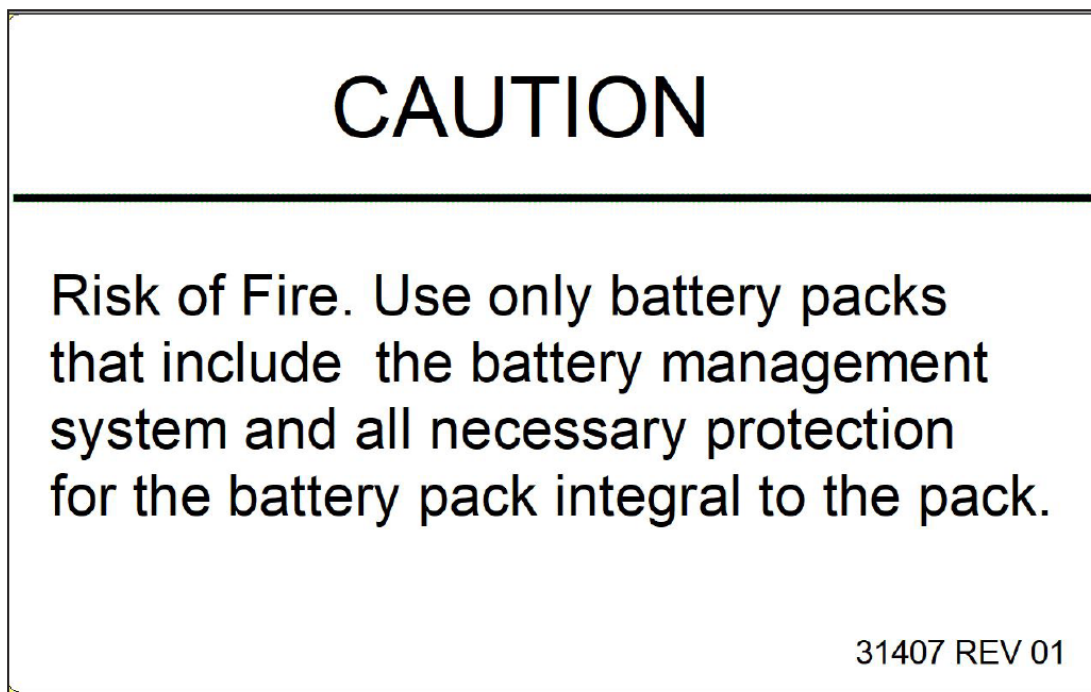 CAUTION
Risk of Fire. Use only battery packs
that include  the battery management
system and all necessary protection
for the battery pack integral to the pack.
31407 REV 01